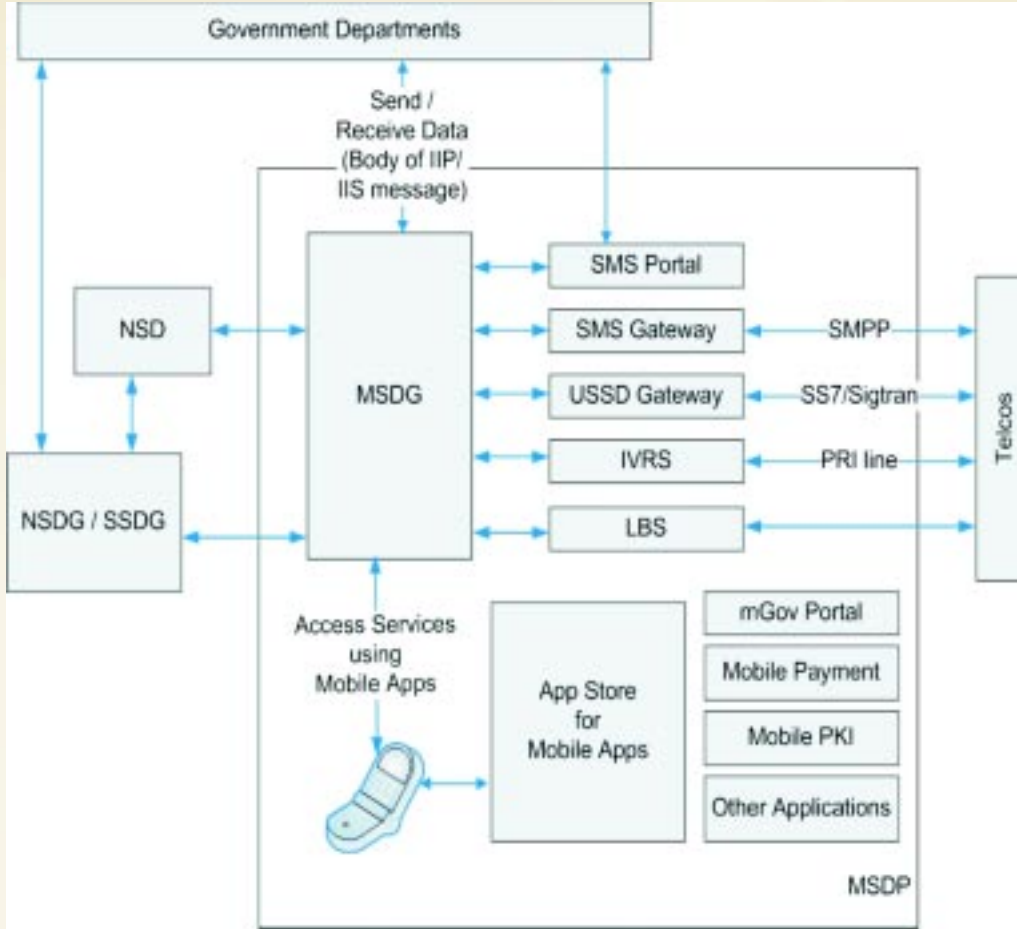 Government Departments
Send /
Receive Data
(Body of IIP/
IIS message)
SMS Portal
NSD
MSDG
SMS Gateway
SMPP
USSD Gateway
SS7/Sigtran
Telcos
IVRS
PRI line
NSDG / SSDG
LBS
Access Services
using
Mobile Apps
App Store
for
Mobile Apps
mGov Portal
Mobile Payment
Mobile PKI
Other Applications
MSDP